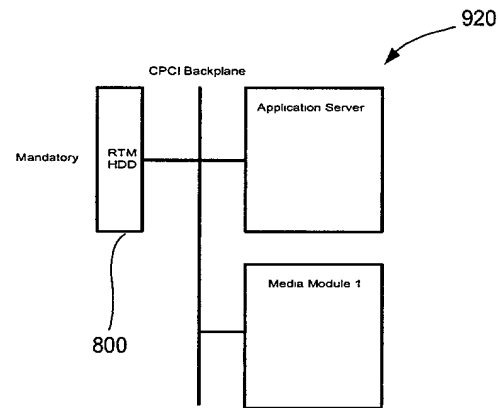 920
CPCI Backplane
Application Server
Mandatory
RTM
HDD
Media Module 1
800